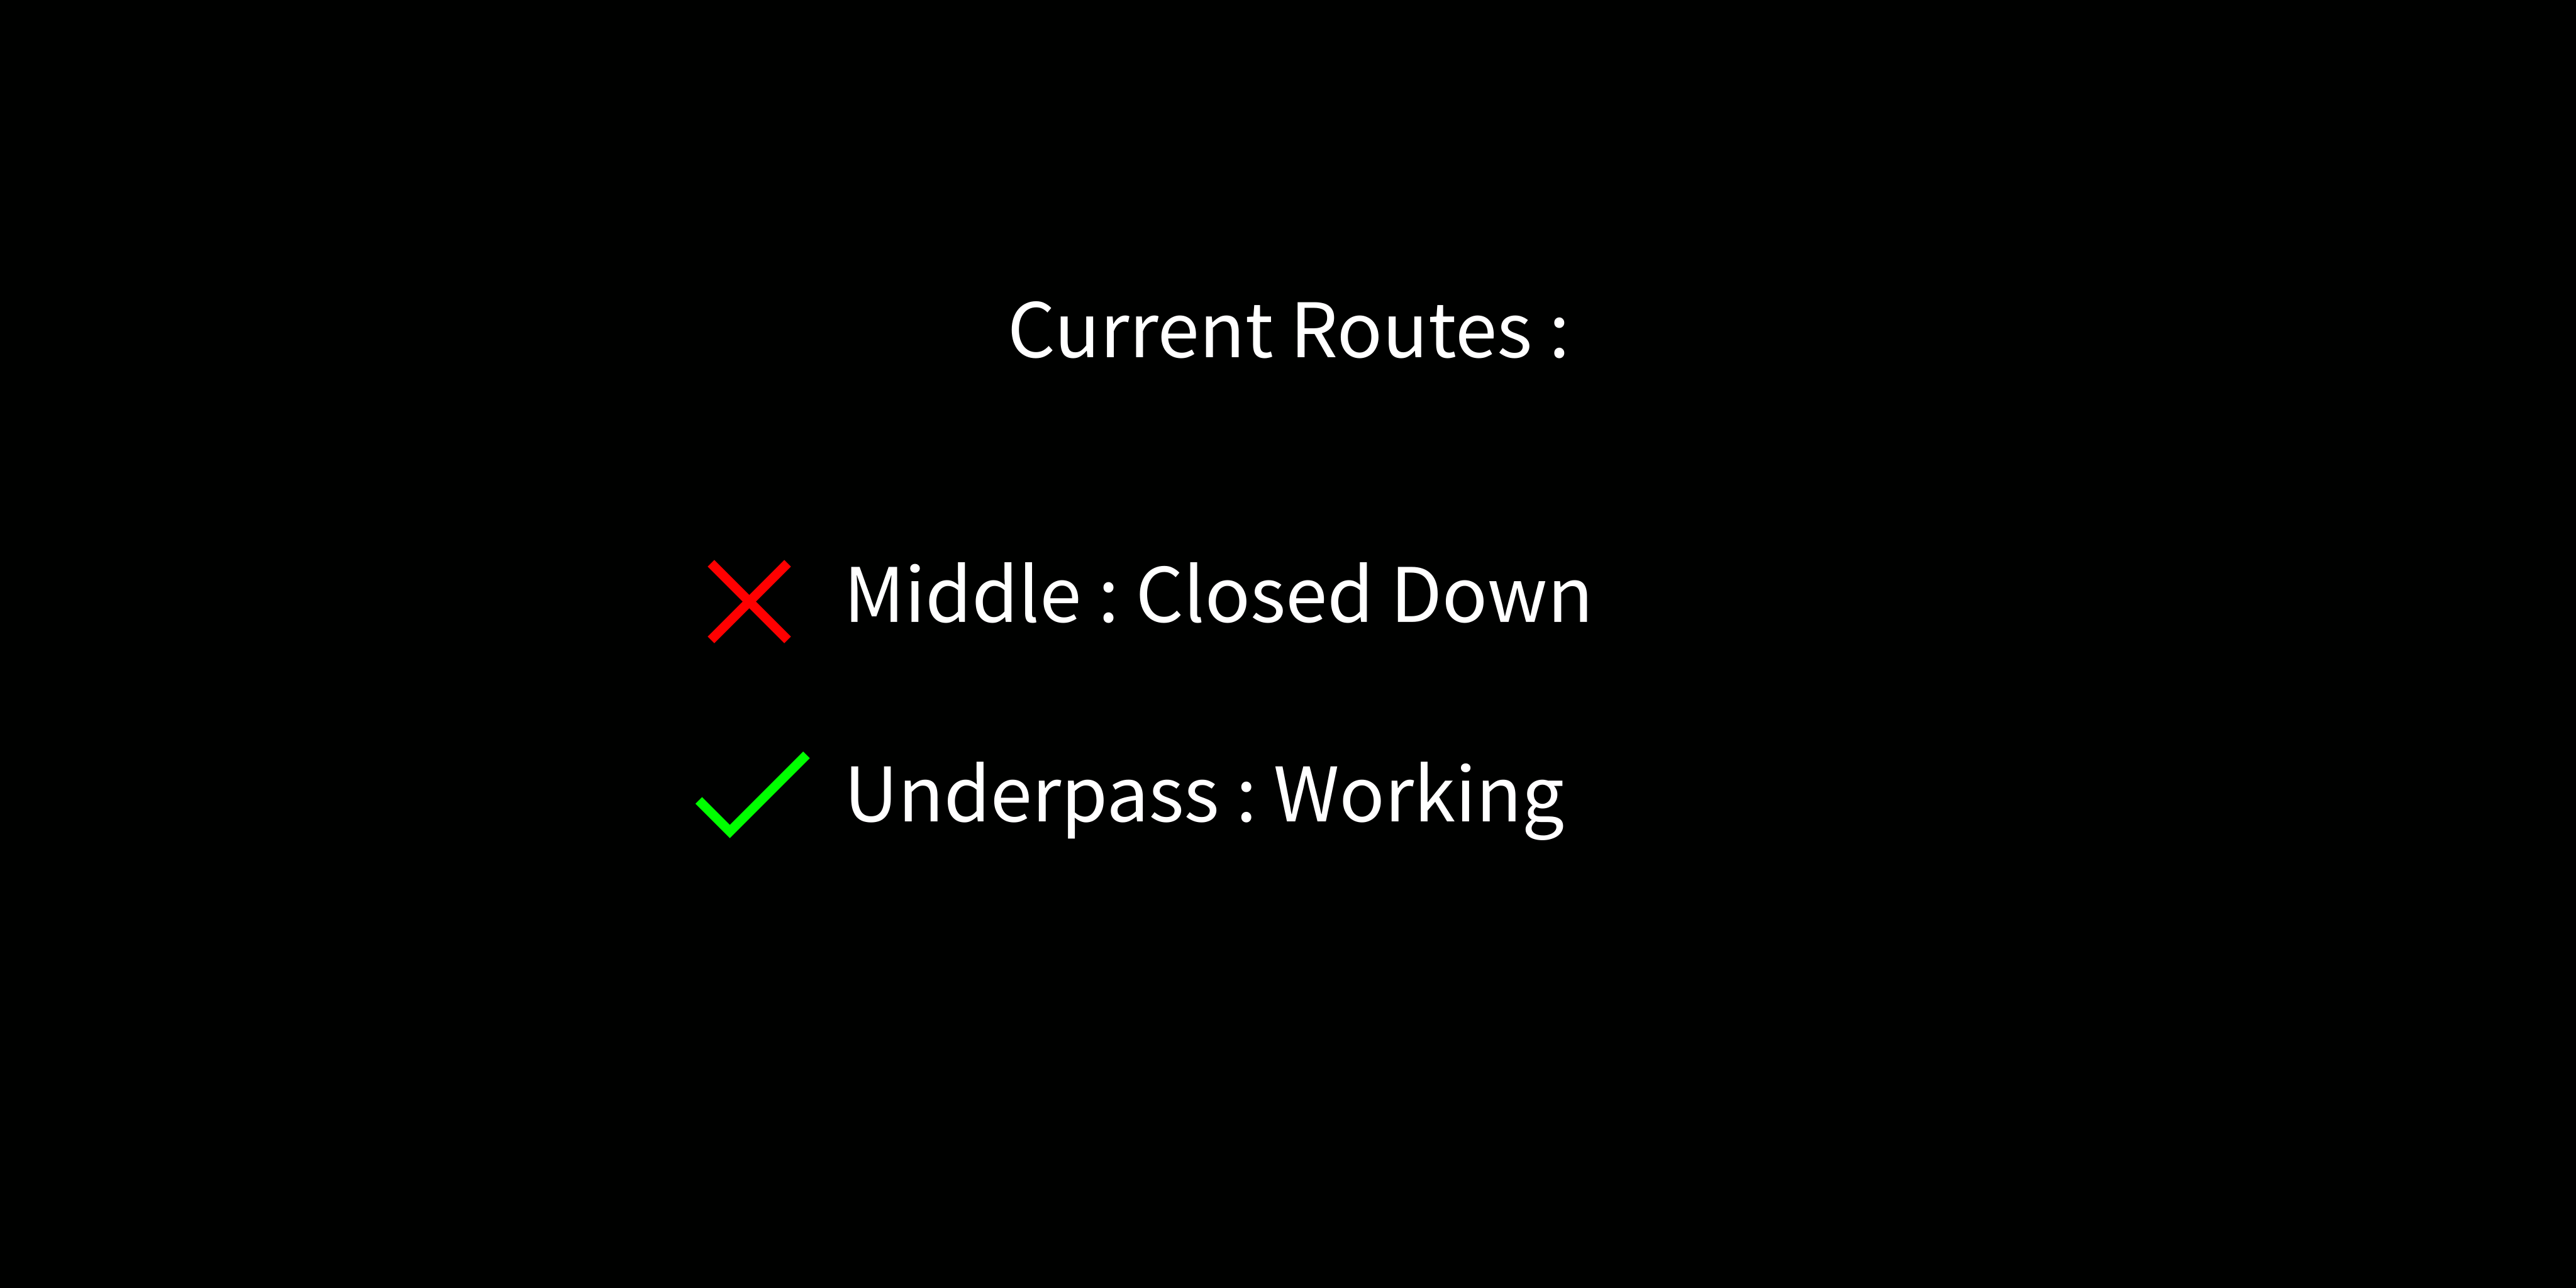 Current Routes :
Middle : Closed Down
Underpass : Working